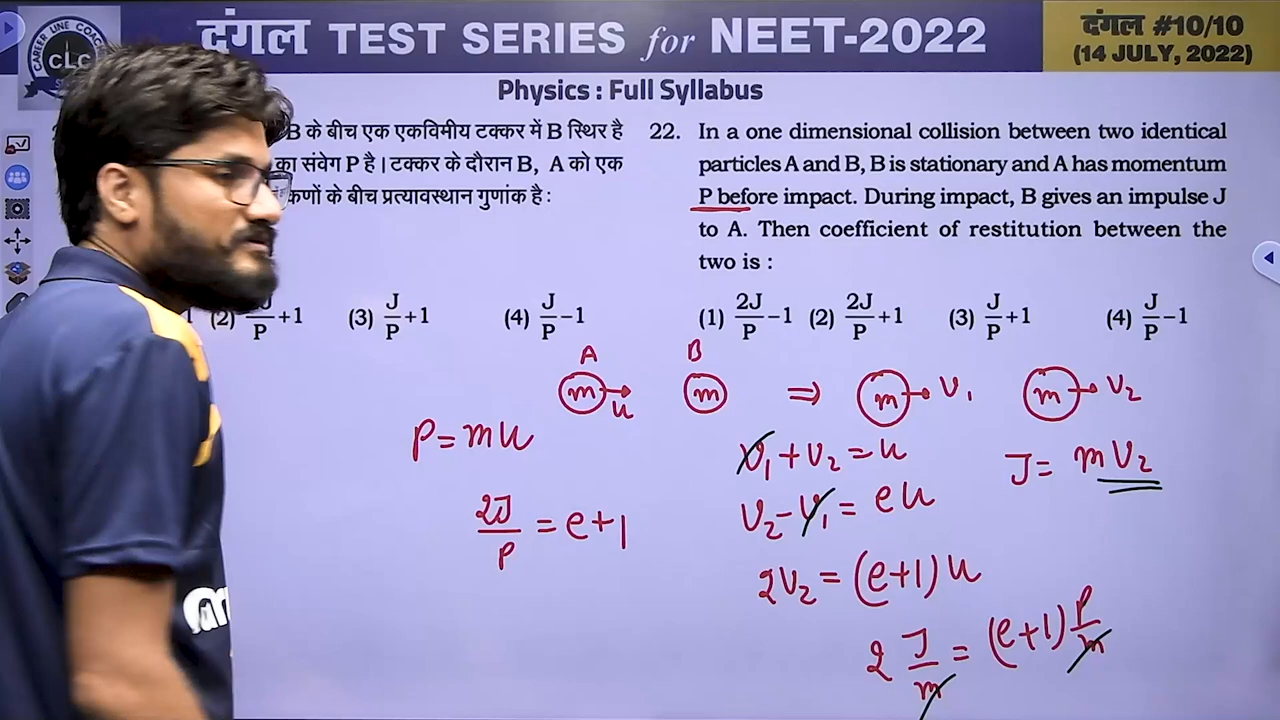 दंगल TEST SERIES for NEET-2022
दंगल #10/10
(14 JULY, 2022)
CAREER LINE COACH
CLC
Physics : Full Syllabus
B के बीच एक एकविमीय टक्कर में B स्थिर है
का संवेग P है। टक्कर के दौरान B, A को एक
कणों के बीच प्रत्यावस्थान गुणांक है :
(2) J/P +1 (3) J/P +1 (4) J/P −1
22. In a one dimensional collision between two identical
particles A and B, B is stationary and A has momentum
P before impact. During impact, B gives an impulse J
to A. Then coefficient of restitution between the
two is :
(1) 2J/P −1 (2) 2J/P +1 (3) J/P +1 (4) J/P −1
A B
m u m ⇒ m v₁ m v₂
P = mu
v₁ + v₂ = u
J = mv₂
v₂ − v₁ = eu
2J/P = e+1
2v₂ = (e+1) u
2 J/m = (e+1) P/m